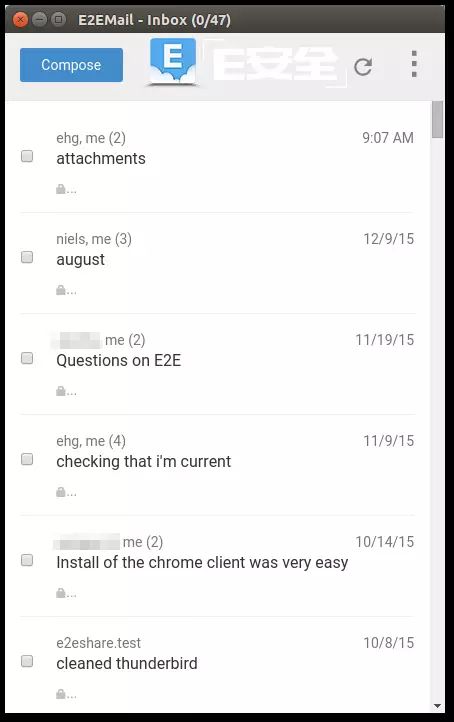 E2EMail - Inbox (0/47)
Compose
E
E安全
ehg, me (2)
9:07 AM
attachments
...
niels, me (3)
12/9/15
august
...
me (2)
11/19/15
Questions on E2E
...
ehg, me (4)
11/9/15
checking that i'm current
...
me (2)
10/14/15
Install of the chrome client was very easy
...
e2eshare.test
10/8/15
cleaned thunderbird
...